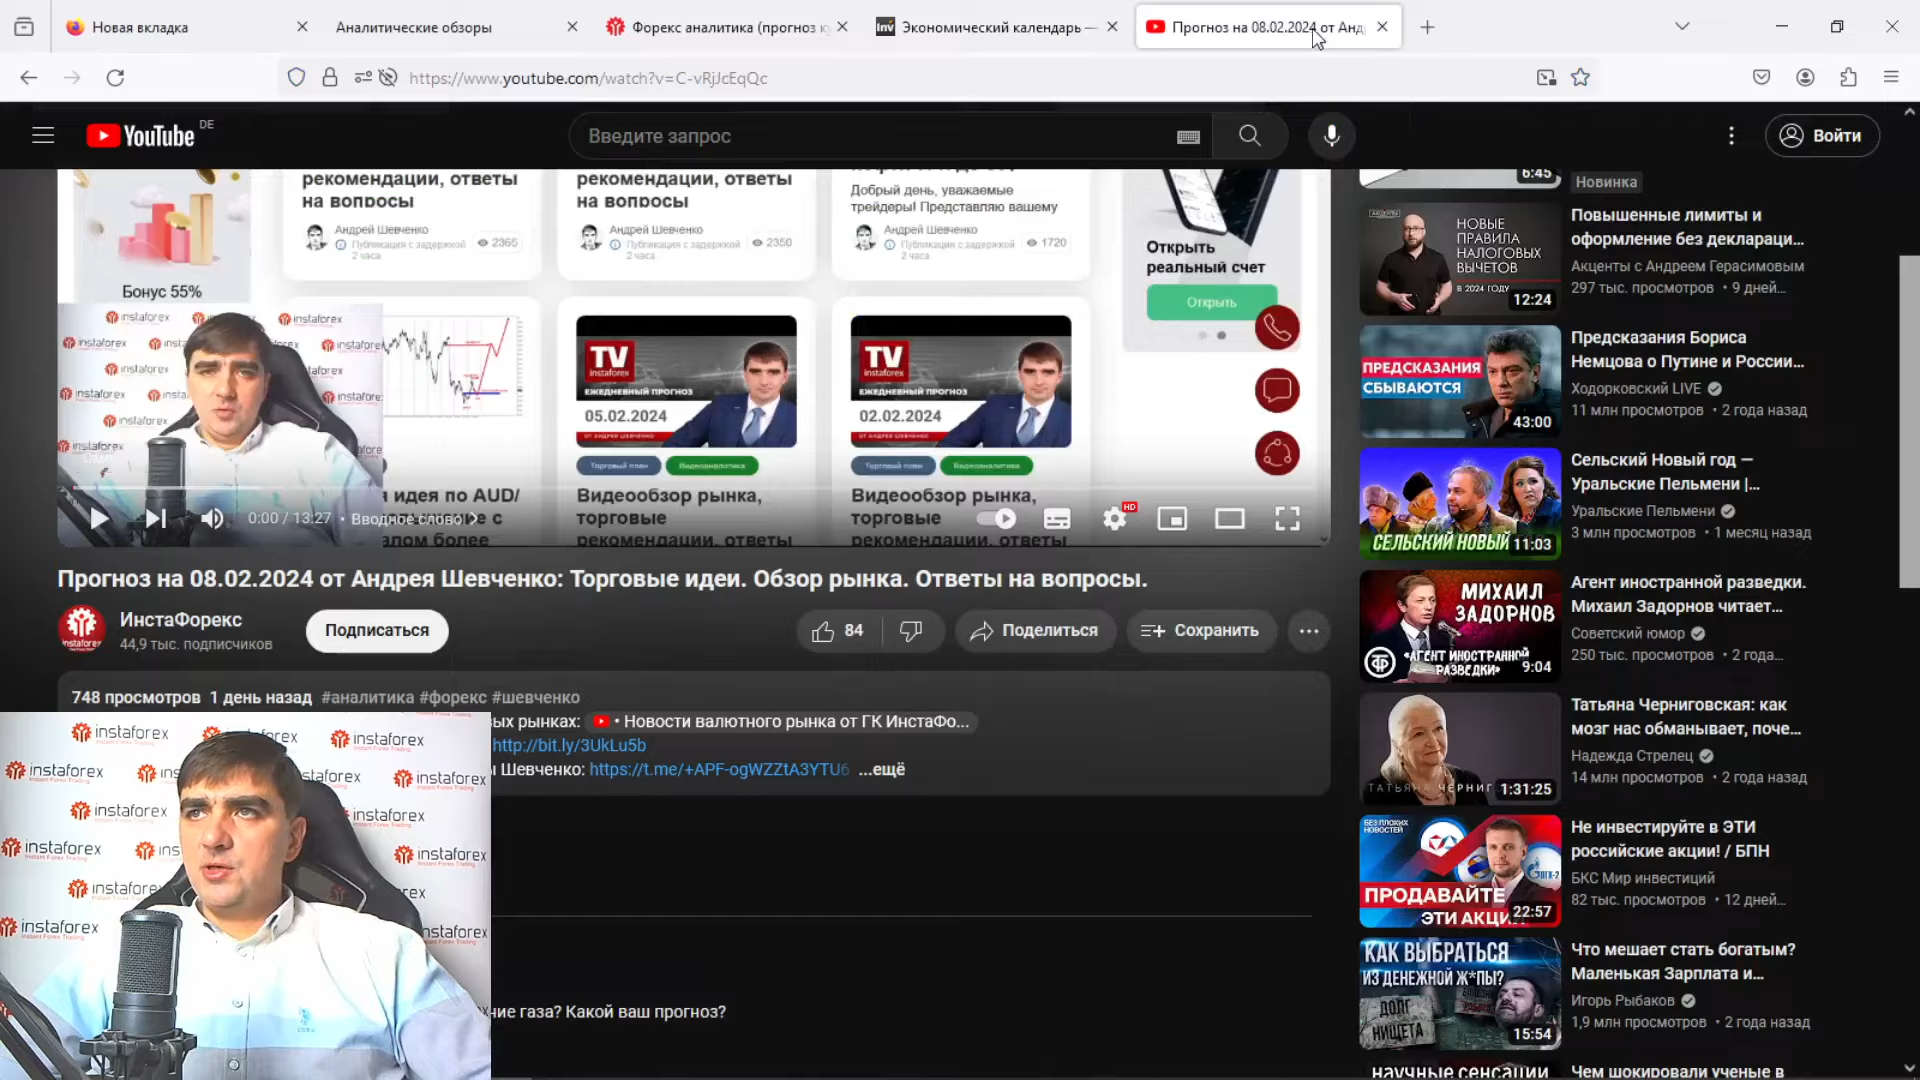 Новая вкладка
Аналитические обзоры
Форекс аналитика (прогноз ку
Inv
Экономический календарь —
Прогноз на 08.02.2024 от Анд
https://www.youtube.com/watch?v=C-vRjJcEqQc
YouTube
DE
Введите запрос
Войти
рекомендации, ответы
на вопросы
Андрей Шевченко
Публикация с задержкой
2 часа
2365
рекомендации, ответы
на вопросы
Андрей Шевченко
Публикация с задержкой
2 часа
2350
Добрый день, уважаемые
трейдеры! Представляю вашему
Андрей Шевченко
Публикация с задержкой
2 часа
1720
Открыть
реальный счет
Открыть
Бонус 55%
instaforex
TV
instaforex
ЕЖЕДНЕВНЫЙ ПРОГНОЗ
05.02.2024
ОТ АНДРЕЯ ШЕВЧЕНКО
Торговый план
Видеоаналитика
TV
instaforex
ЕЖЕДНЕВНЫЙ ПРОГНОЗ
02.02.2024
ОТ АНДРЕЯ ШЕВЧЕНКО
Торговый план
Видеоаналитика
идея по AUD/
Видеообзор рынка,
торговые
рекомендации, ответы
Видеообзор рынка,
торговые
рекомендации, ответы
0:00 / 13:27 • Вводное слово
HD
Прогноз на 08.02.2024 от Андрея Шевченко: Торговые идеи. Обзор рынка. Ответы на вопросы.
instaforex
ИнстаФорекс
44,9 тыс. подписчиков
Подписаться
84
Поделиться
Сохранить
748 просмотров 1 день назад #аналитика #форекс #шевченко
ых рынках:
• Новости валютного рынка от ГК ИнстаФо...
http://bit.ly/3UkLu5b
ы Шевченко: https://t.me/+APF-ogWZZtA3YTU6 ...ещё
ние газа? Какой ваш прогноз?
instaforex
Instant Forex Trading
6:45
Новинка
АКЦЕНТЫ
НОВЫЕ
ПРАВИЛА
НАЛОГОВЫХ
ВЫЧЕТОВ
В 2024 ГОДУ
12:24
Повышенные лимиты и
оформление без деклараци...
Акценты с Андреем Герасимовым
297 тыс. просмотров • 9 дней...
ПРЕДСКАЗАНИЯ
СБЫВАЮТСЯ
43:00
Предсказания Бориса
Немцова о Путине и России...
Ходорковский LIVE
11 млн просмотров • 2 года назад
СЕЛЬСКИЙ НОВЫЙ
11:03
Сельский Новый год —
Уральские Пельмени |...
Уральские Пельмени
3 млн просмотров • 1 месяц назад
МИХАИЛ
ЗАДОРНОВ
«АГЕНТ ИНОСТРАННОЙ
РАЗВЕДКИ»
9:04
Агент иностранной разведки.
Михаил Задорнов читает...
Советский юмор
250 тыс. просмотров • 2 года...
ТАТЬЯНА ЧЕРНИГ
1:31:25
Татьяна Черниговская: как
мозг нас обманывает, поче...
Надежда Стрелец
14 млн просмотров • 2 года назад
БЕЗ ПЛОХИХ
НОВОСТЕЙ
ОГК-2
ПРОДАВАЙТЕ
ЭТИ АКЦИ
22:57
Не инвестируйте в ЭТИ
российские акции! / БПН
БКС Мир инвестиций
82 тыс. просмотров • 12 дней...
КАК ВЫБРАТЬСЯ
ИЗ ДЕНЕЖНОЙ Ж*ПЫ?
ДОЛГ
НИЩЕТА
15:54
Что мешает стать богатым?
Маленькая Зарплата и...
Игорь Рыбаков
1,9 млн просмотров • 2 года назад
научные сенсации
Чем шокировали ученые в